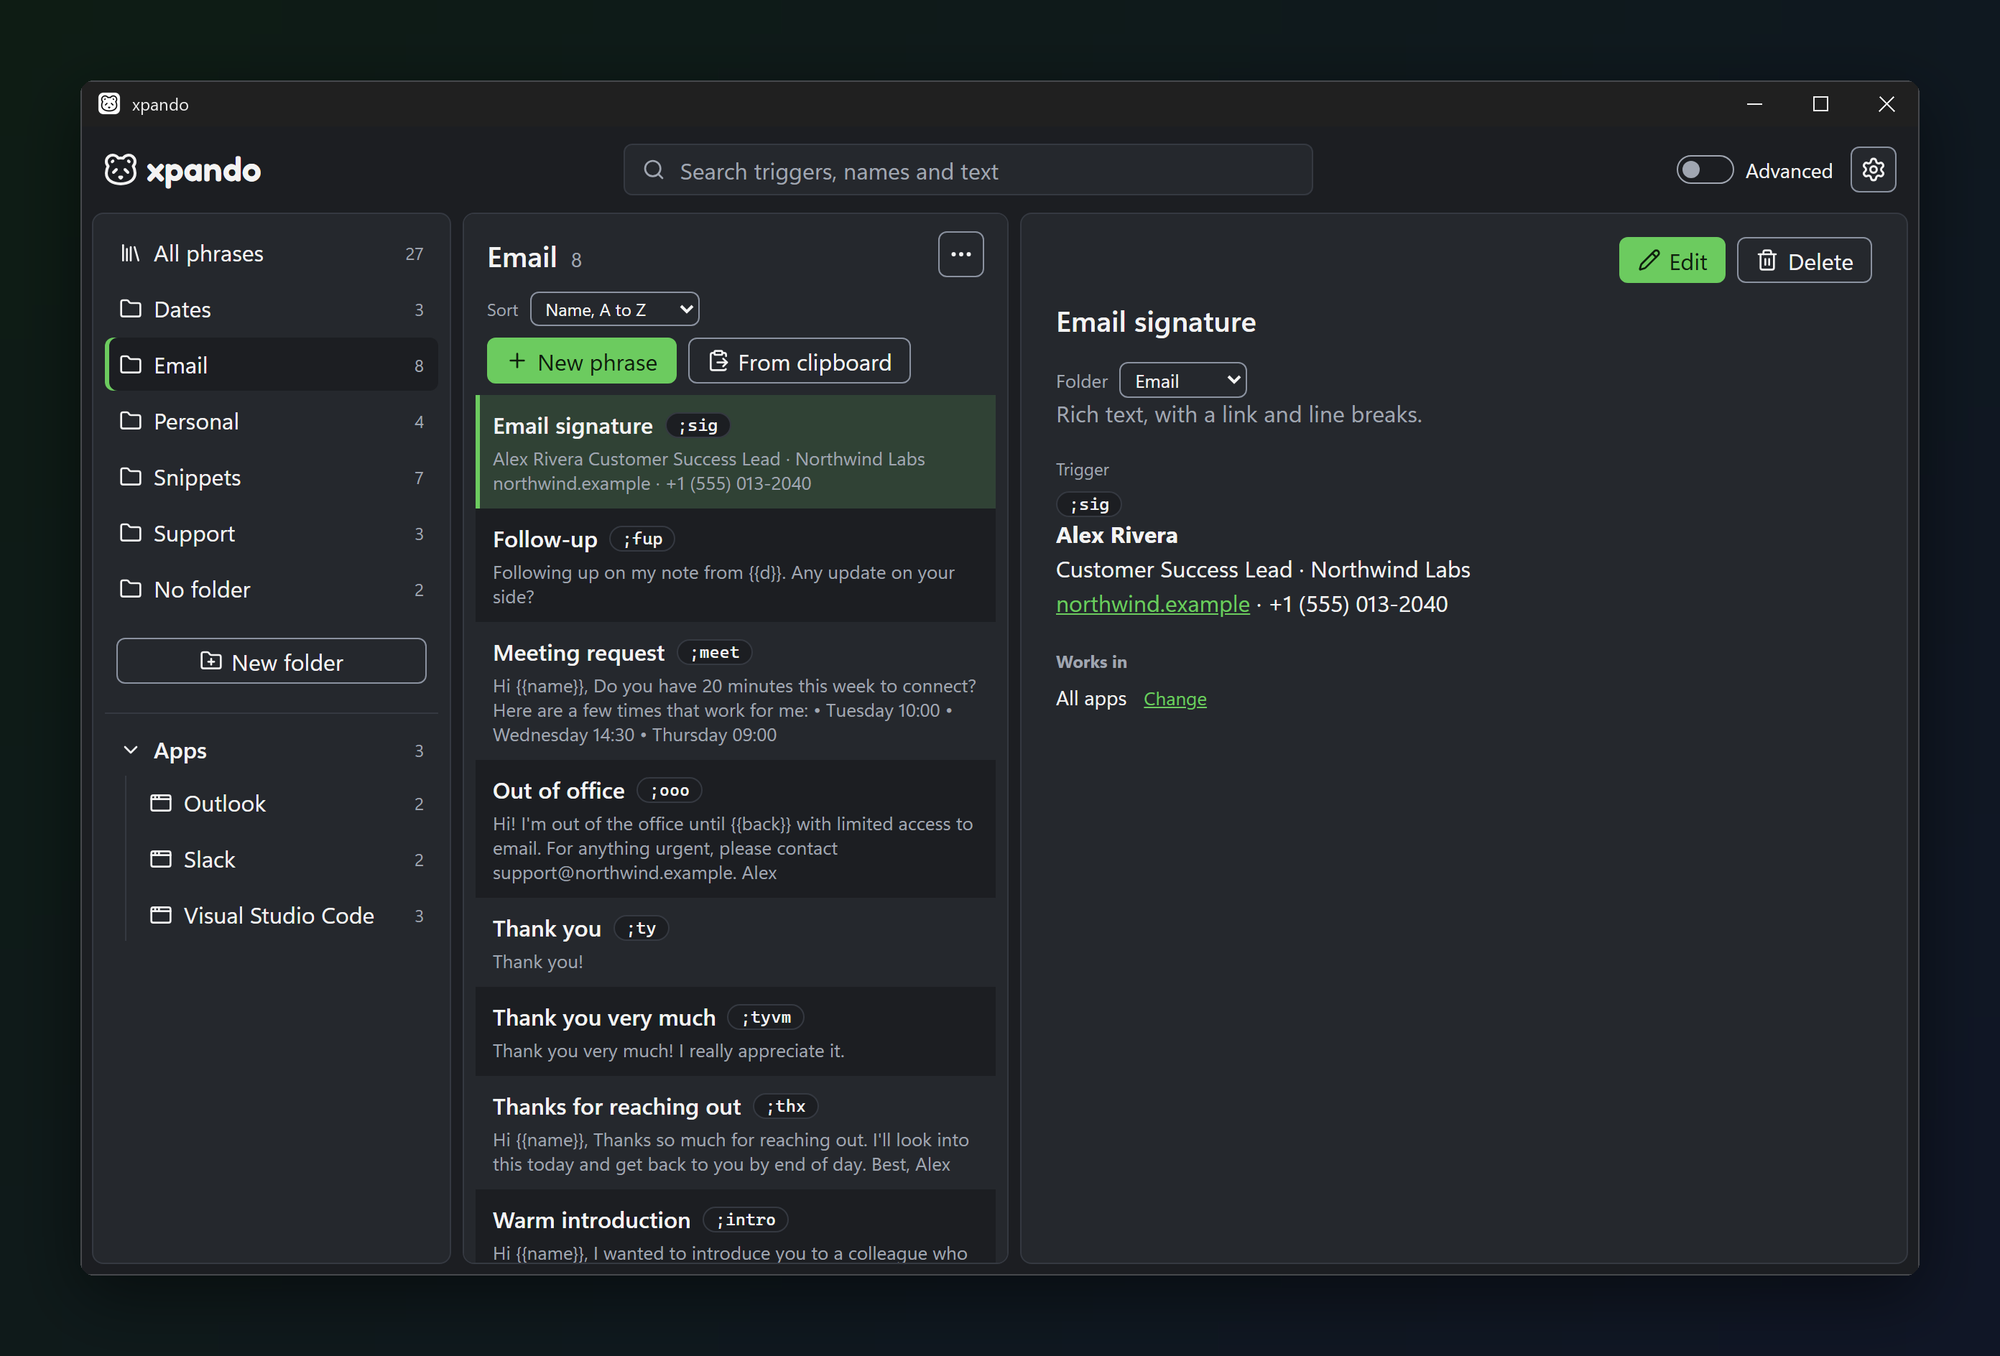 xpando
xpando
Search triggers, names and text
Advanced
All phrases 27
Dates 3
Email 8
Personal 4
Snippets 7
Support 3
No folder 2
New folder
Apps 3
Outlook 2
Slack 2
Visual Studio Code 3
Email 8
Sort Name, A to Z
New phrase From clipboard
Email signature ;sig
Alex Rivera Customer Success Lead · Northwind Labs
northwind.example · +1 (555) 013-2040
Follow-up ;fup
Following up on my note from {{d}}. Any update on your
side?
Meeting request ;meet
Hi {{name}}, Do you have 20 minutes this week to connect?
Here are a few times that work for me: • Tuesday 10:00 •
Wednesday 14:30 • Thursday 09:00
Out of office ;ooo
Hi! I'm out of the office until {{back}} with limited access to
email. For anything urgent, please contact
support@northwind.example. Alex
Thank you ;ty
Thank you!
Thank you very much ;tyvm
Thank you very much! I really appreciate it.
Thanks for reaching out ;thx
Hi {{name}}, Thanks so much for reaching out. I'll look into
this today and get back to you by end of day. Best, Alex
Warm introduction ;intro
Hi {{name}}, I wanted to introduce you to a colleague who
Edit Delete
Email signature
Folder Email
Rich text, with a link and line breaks.
Trigger
;sig
Alex Rivera
Customer Success Lead · Northwind Labs
northwind.example · +1 (555) 013-2040
Works in
All apps Change